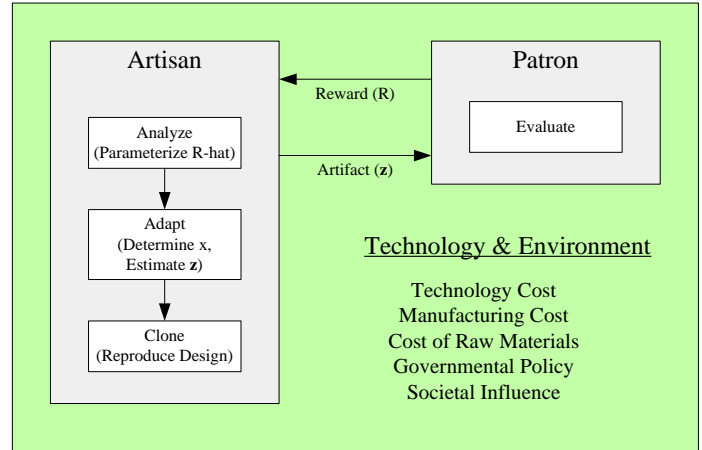 Artisan
Analyze
(Parameterize R-hat)
Adapt
(Determine x,
Estimate z)
Clone
(Reproduce Design)
Reward (R)
Artifact (z)
Patron
Evaluate
Technology & Environment
Technology Cost
Manufacturing Cost
Cost of Raw Materials
Governmental Policy
Societal Influence